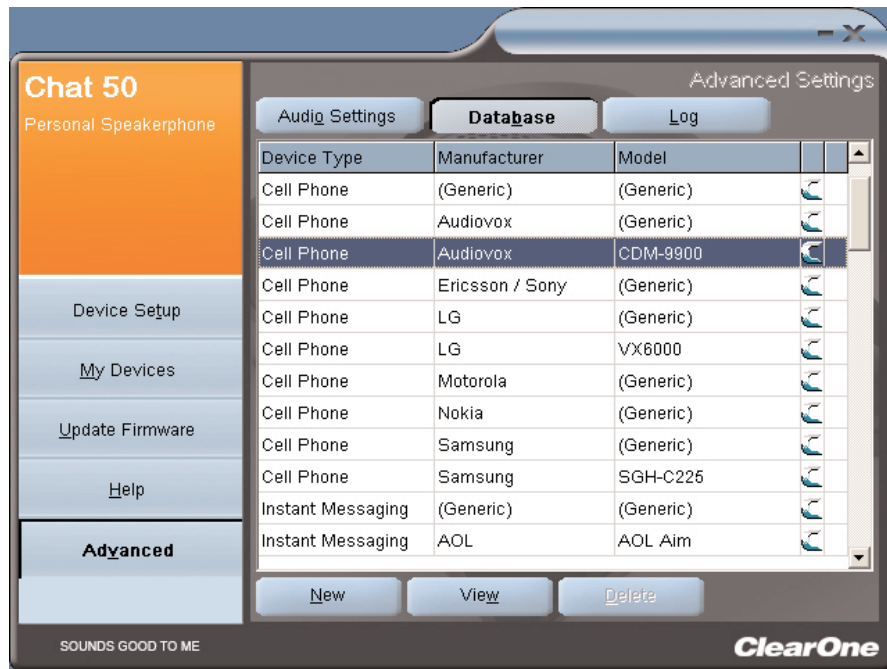 Chat 50
Personal Speakerphone
Advanced Settings
Audio Settings Database Log
Device Type Manufacturer Model
Cell Phone (Generic) (Generic)
Cell Phone Audiovox (Generic)
Cell Phone Audiovox CDM-9900
Cell Phone Ericsson / Sony (Generic)
Cell Phone LG (Generic)
Cell Phone LG VX6000
Cell Phone Motorola (Generic)
Cell Phone Nokia (Generic)
Cell Phone Samsung (Generic)
Cell Phone Samsung SGH-C225
Instant Messaging (Generic) (Generic)
Instant Messaging AOL AOL Aim
Device Setup
My Devices
Update Firmware
Help
Advanced
New View Delete
SOUNDS GOOD TO ME
ClearOne